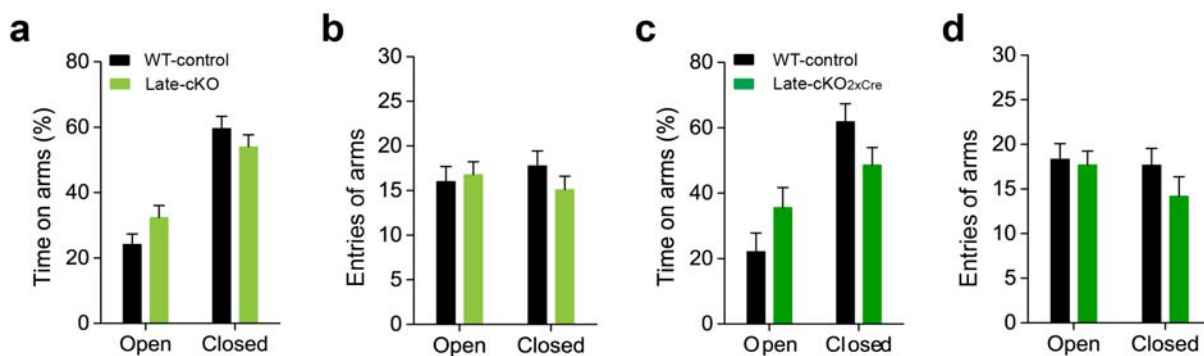 a
Time on arms (%)
80
60
40
20
0
WT-control
Late-cKO
Open Closed
b
Entries of arms
30
25
20
15
10
5
0
Open Closed
c
Time on arms (%)
80
60
40
20
0
WT-control
Late-cKO2xCre
Open Closed
d
Entries of arms
30
25
20
15
10
5
0
Open Closed